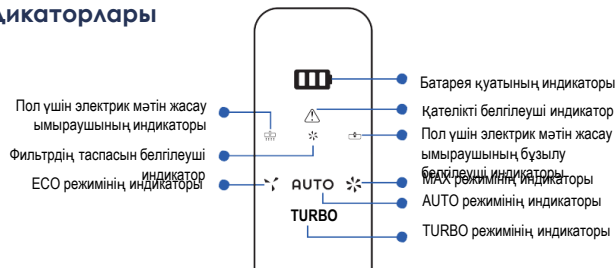 дикаторлары
Пол үшін электрик мәтін жасау
ымыраушының индикаторы
Фильтрдің таспасын белгілеуші
индикатор
ECO режимінің индикаторы
AUTO
TURBO
Батарея қуатының индикаторы
Қателікті белгілеуші индикатор
Пол үшін электрик мәтін жасау
ымыраушының бұзылу
белгілеуші индикаторы
MAX режимінің индикаторы
AUTO режимінің индикаторы
TURBO режимінің индикаторы